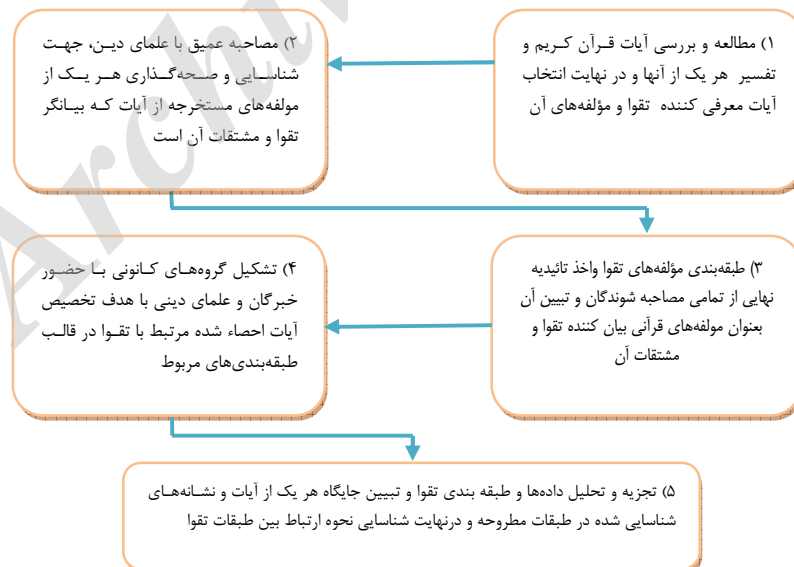 ۱) مطالعه و بررسی آیات قرآن کریم و
تفسیر هر یک از آنها و در نهایت انتخاب
آیات معرفی کننده تقوا و مؤلفه‌های آن
۲) مصاحبه عمیق با علمای دین، جهت
شناسایی و صحه‌گذاری هر یک از
مولفه‌های مستخرجه از آیات که بیانگر
تقوا و مشتقات آن است
۳) طبقه‌بندی مؤلفه‌های تقوا واخذ تائیدیه
نهایی از تمامی مصاحبه شوندگان و تبیین آن
بعنوان مولفه‌های قرآنی بیان کننده تقوا و
مشتقات آن
۴) تشکیل گروه‌های کانونی با حضور
خبرگان و علمای دینی با هدف تخصیص
آیات احصاء شده مرتبط با تقوا در قالب
طبقه‌بندی‌های مربوط
۵) تجزیه و تحلیل داده‌ها و طبقه بندی تقوا و تبیین جایگاه هر یک از آیات و نشانه‌های
شناسایی شده در طبقات مطروحه و درنهایت شناسایی نحوه ارتباط بین طبقات تقوا
Archiv